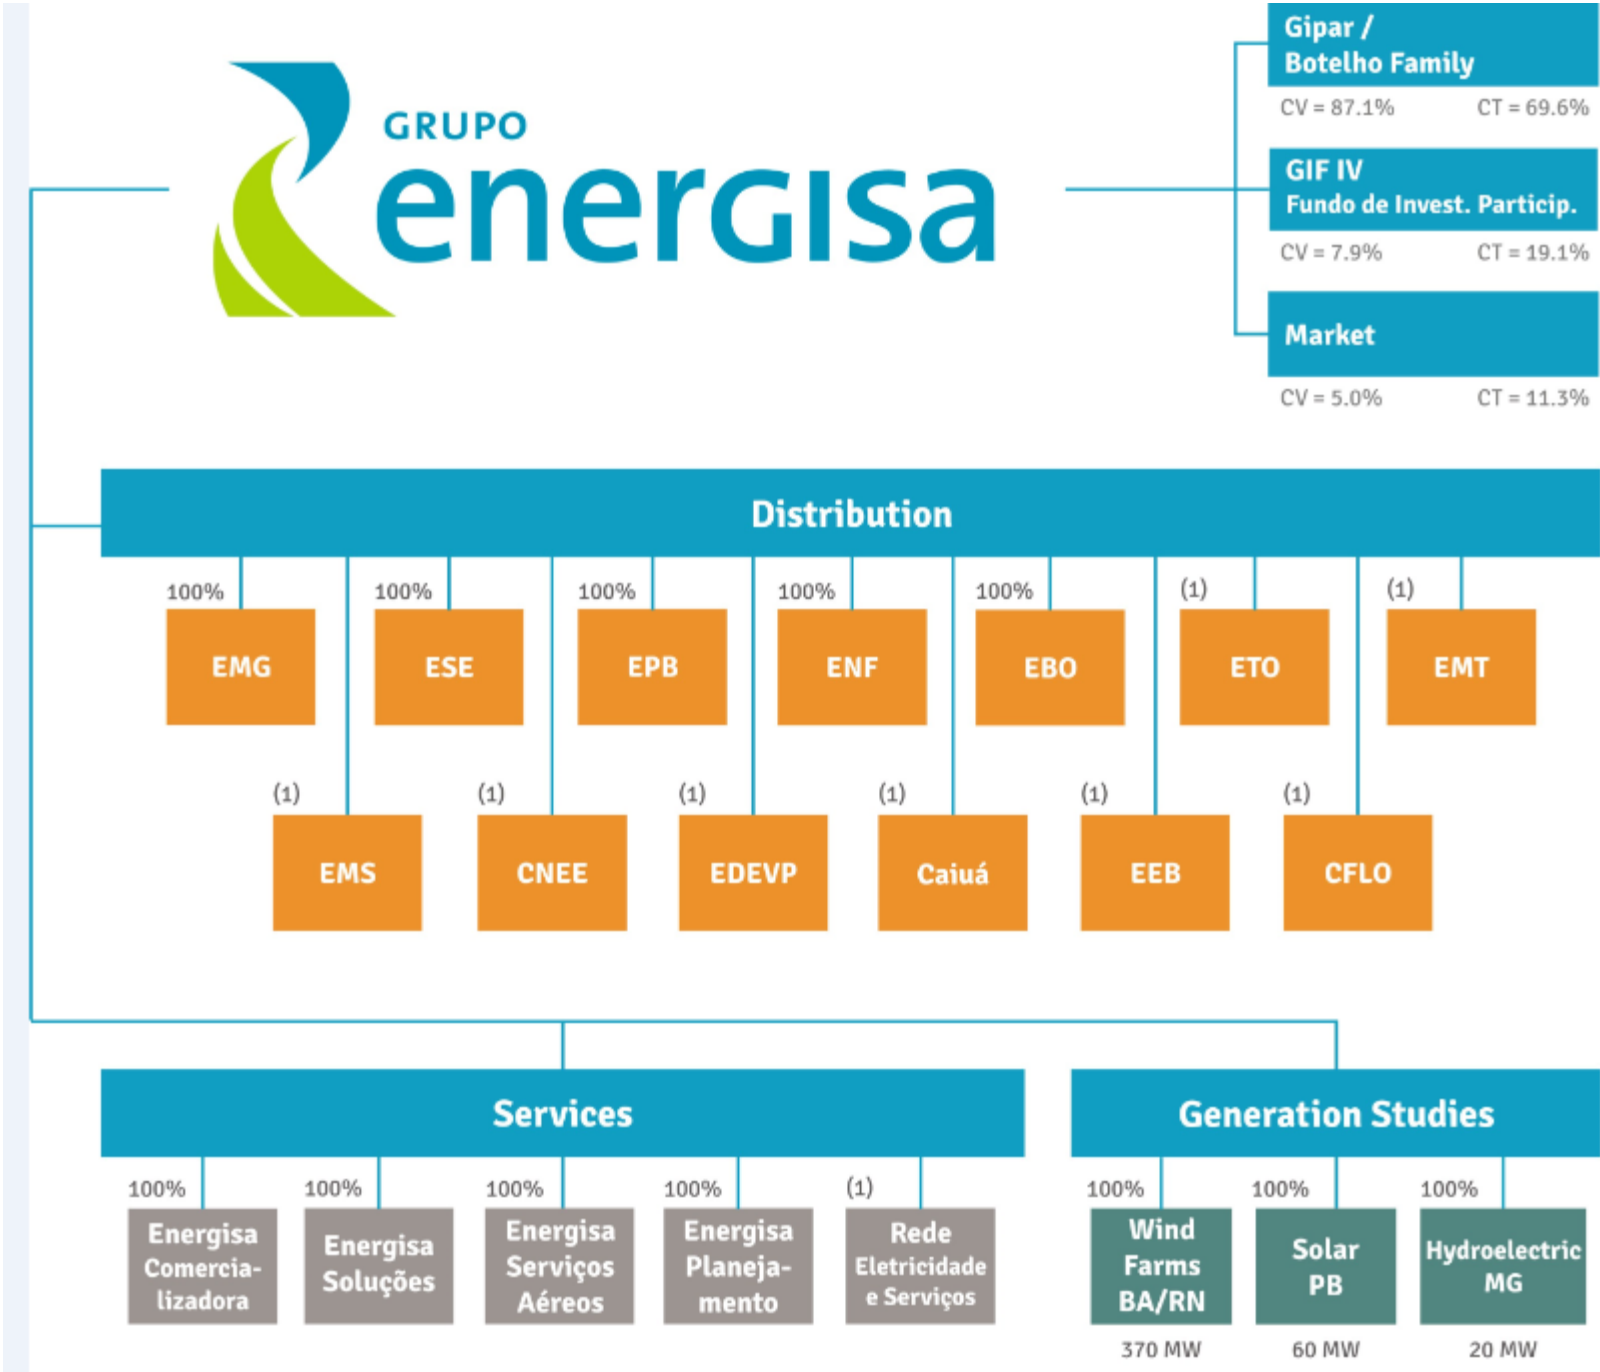 GRUPO
energisa
Gipar /
Botelho Family
CV = 87.1% CT = 69.6%
GIF IV
Fundo de Invest. Particip.
CV = 7.9% CT = 19.1%
Market
CV = 5.0% CT = 11.3%
Distribution
100% 100% 100% 100% 100% (1) (1)
EMG ESE EPB ENF EBO ETO EMT
(1) (1) (1) (1) (1) (1)
EMS CNEE EDEVP Caiuá EEB CFLO
Services
100% 100% 100% 100% (1)
Energisa
Comercia-
lizadora
Energisa
Soluções
Energisa
Serviços
Aéreos
Energisa
Planeja-
mento
Rede
Eletricidade
e Serviços
Generation Studies
100% 100% 100%
Wind
Farms
BA/RN
370 MW
Solar
PB
60 MW
Hydroelectric
MG
20 MW